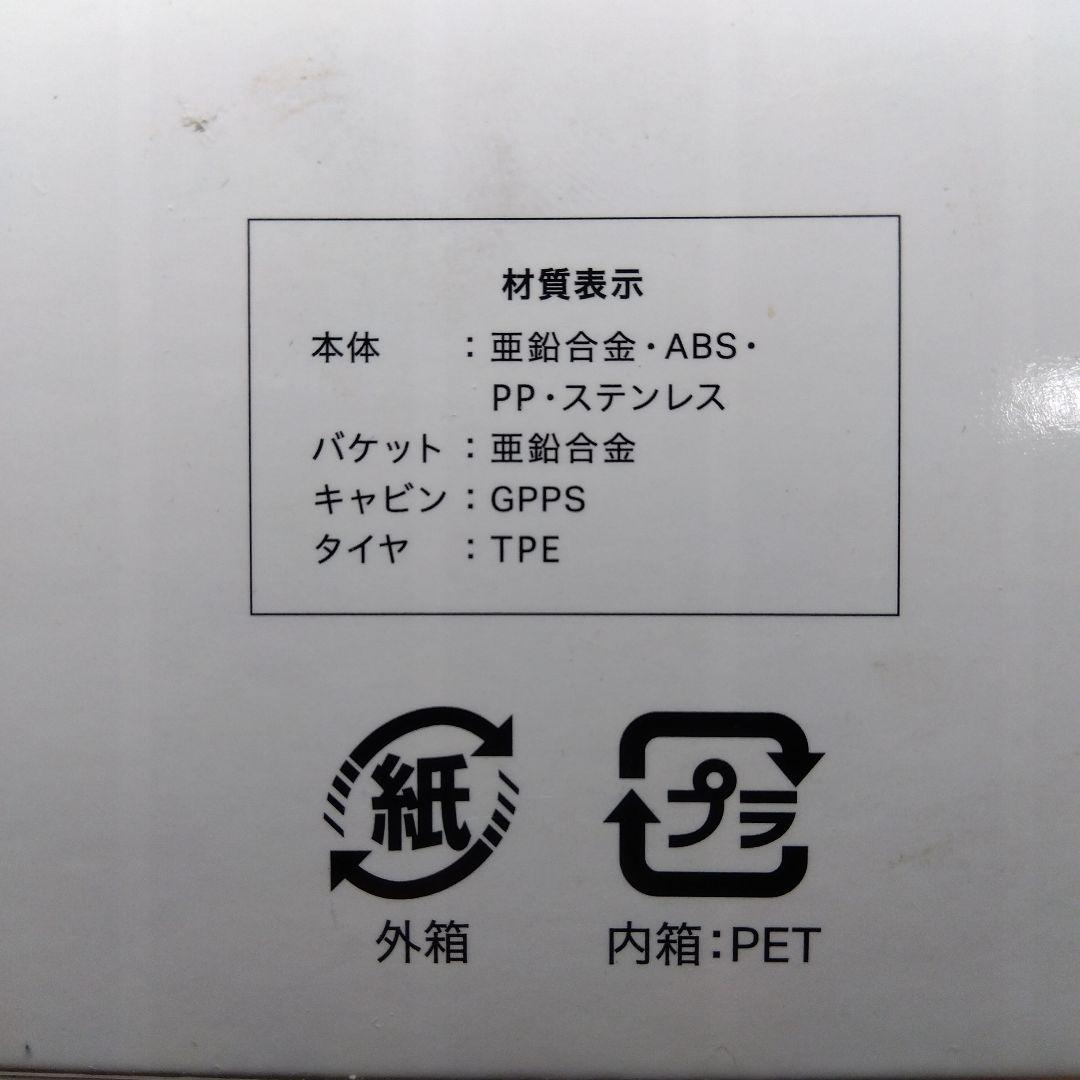 材質表示
本体　：亜鉛合金・ABS・
PP・ステンレス
バケット：亜鉛合金
キャビン：GPPS
タイヤ　：TPE
紙
プラ
外箱
内箱：PET